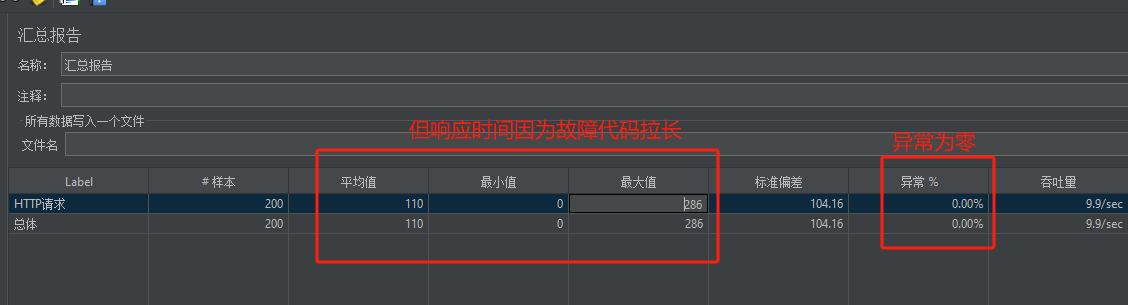 汇总报告
名称： 汇总报告
注释：
所有数据写入一个文件
但响应时间因为故障代码拉长
异常为零
文件名
Label # 样本 平均值 最小值 最大值 标准偏差 异常 % 吞吐量
HTTP请求 200 110 0 286 104.16 0.00% 9.9/sec
总体 200 110 0 286 104.16 0.00% 9.9/sec